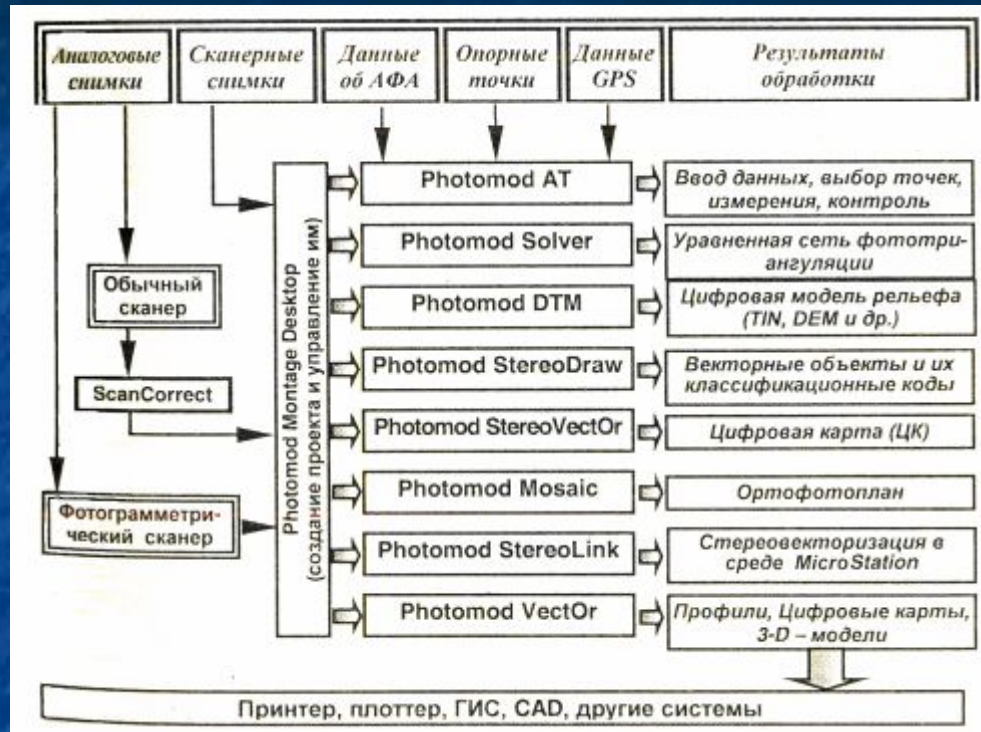 Аналоговые
снимки
Сканерные
снимки
Данные
об АФА
Опорные
точки
Данные
GPS
Результаты
обработки
Photomod Montage Desktop
(создание проекта и управление им)
Обычный
сканер
ScanCorrect
Фотограмметри-
ческий сканер
Photomod AT
Ввод данных, выбор точек,
измерения, контроль
Photomod Solver
Уравненная сеть фототри-
ангуляции
Photomod DTM
Цифровая модель рельефа
(TIN, DEM и др.)
Photomod StereoDraw
Векторные объекты и их
классификационные коды
Photomod StereoVectOr
Цифровая карта (ЦК)
Photomod Mosaic
Ортофотоплан
Photomod StereoLink
Стереовекторизация в
среде MicroStation
Photomod VectOr
Профили, Цифровые карты,
3-D – модели
Принтер, плоттер, ГИС, CAD, другие системы